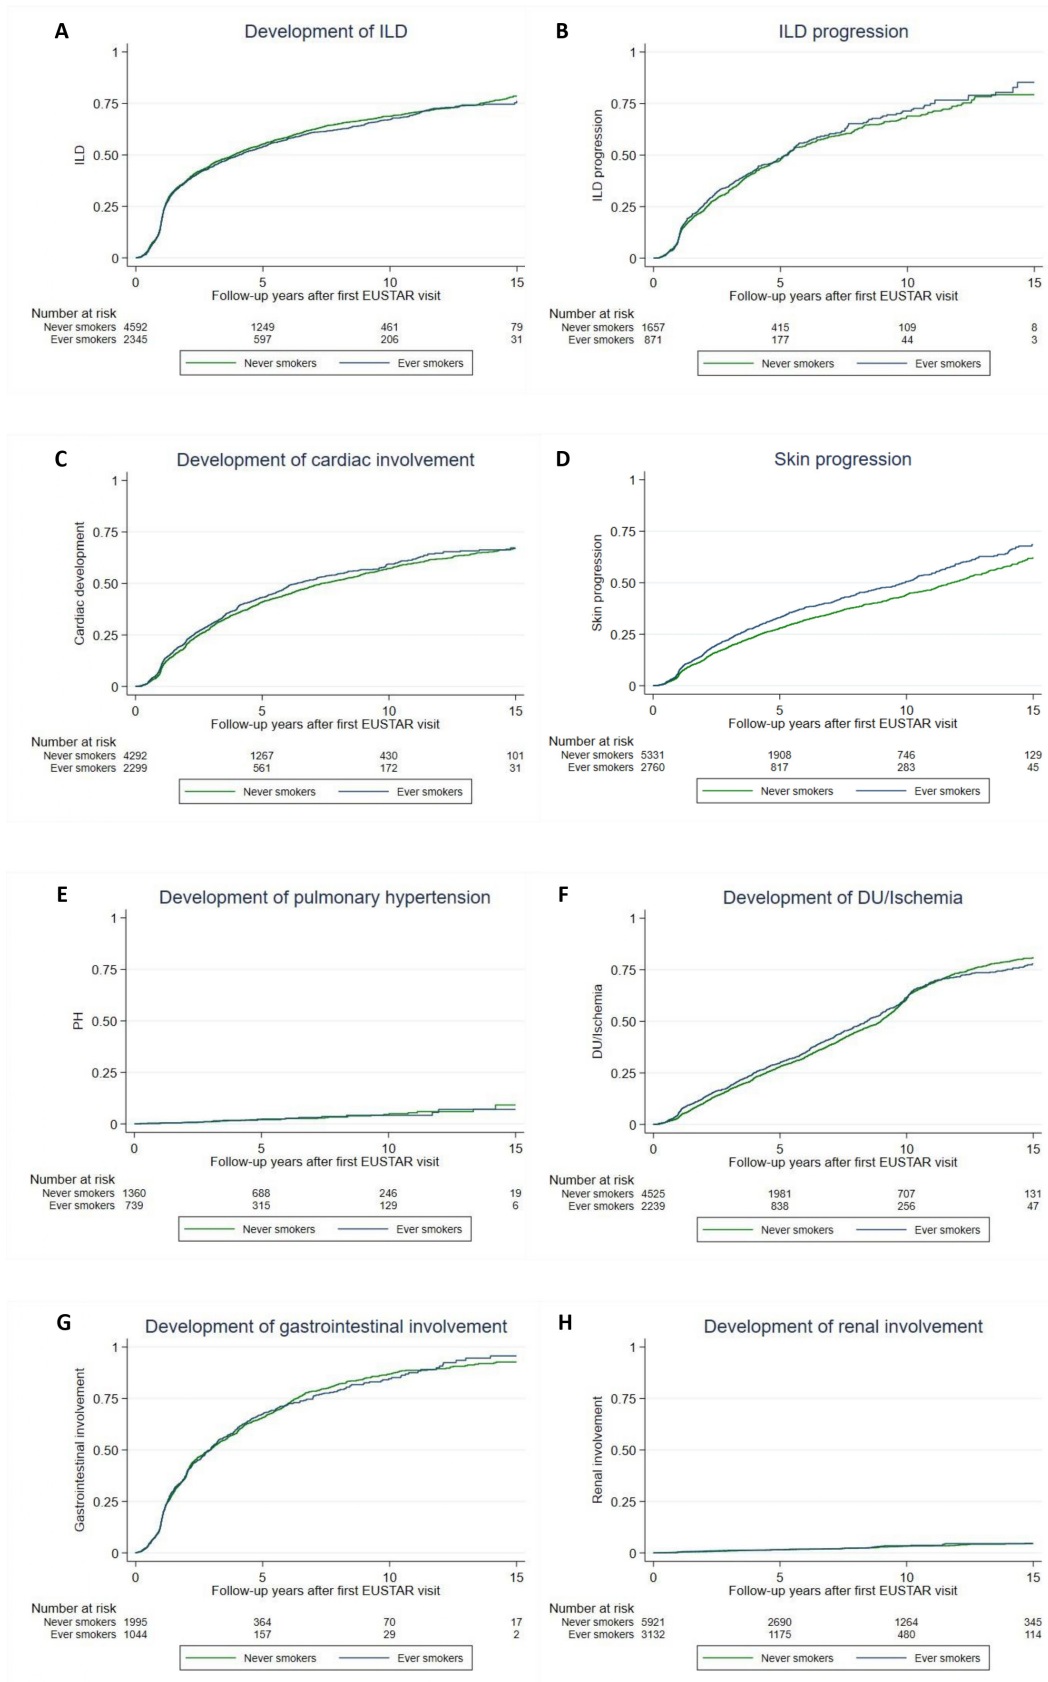 A
Development of ILD
1
0.75
0.50
0.25
0
ILD
0 5 10 15
Follow-up years after first EUSTAR visit
Number at risk
Never smokers 4592 1249 461 79
Ever smokers 2345 597 206 31
Never smokers Ever smokers
B
ILD progression
1
0.75
0.50
0.25
0
ILD progression
0 5 10 15
Follow-up years after first EUSTAR visit
Number at risk
Never smokers 1657 415 109 8
Ever smokers 871 177 44 3
Never smokers Ever smokers
C
Development of cardiac involvement
1
0.75
0.50
0.25
0
Cardiac development
0 5 10 15
Follow-up years after first EUSTAR visit
Number at risk
Never smokers 4292 1267 430 101
Ever smokers 2299 561 172 31
Never smokers Ever smokers
D
Skin progression
1
0.75
0.50
0.25
0
Skin progression
0 5 10 15
Follow-up years after first EUSTAR visit
Number at risk
Never smokers 5331 1908 746 129
Ever smokers 2760 817 283 45
Never smokers Ever smokers
E
Development of pulmonary hypertension
1
0.75
0.50
0.25
0
PH
0 5 10 15
Follow-up years after first EUSTAR visit
Number at risk
Never smokers 1360 688 246 19
Ever smokers 739 315 129 6
Never smokers Ever smokers
F
Development of DU/Ischemia
1
0.75
0.50
0.25
0
DU/Ischemia
0 5 10 15
Follow-up years after first EUSTAR visit
Number at risk
Never smokers 4525 1981 707 131
Ever smokers 2239 838 256 47
Never smokers Ever smokers
G
Development of gastrointestinal involvement
1
0.75
0.50
0.25
0
Gastrointestinal involvement
0 5 10 15
Follow-up years after first EUSTAR visit
Number at risk
Never smokers 1995 364 70 17
Ever smokers 1044 157 29 2
Never smokers Ever smokers
H
Development of renal involvement
1
0.75
0.50
0.25
0
Renal involvement
0 5 10 15
Follow-up years after first EUSTAR visit
Number at risk
Never smokers 5921 2690 1264 345
Ever smokers 3132 1175 480 114
Never smokers Ever smokers